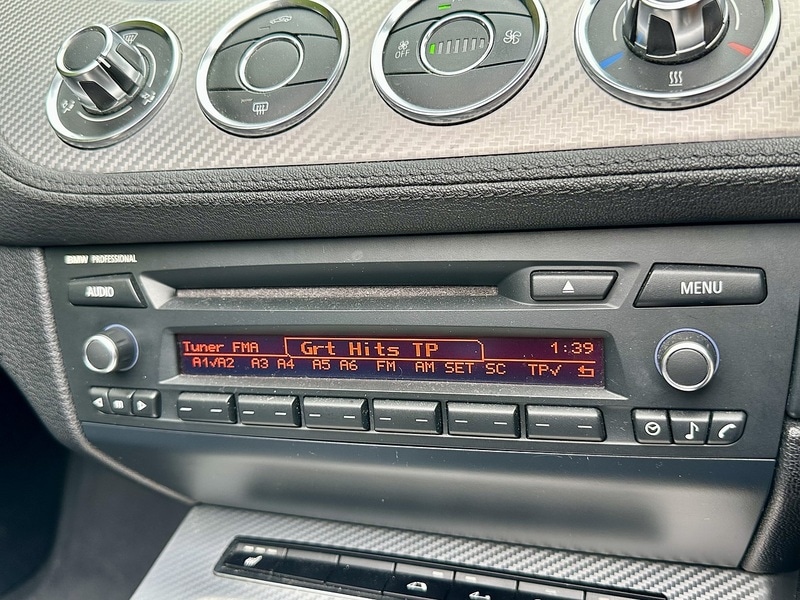 OFF
BMW PROFESSIONAL
AUDIO
MENU
Tuner FMA Grt Hits TP 1:39
A1√A2 A3 A4 A5 A6 FM AM SET SC TP√